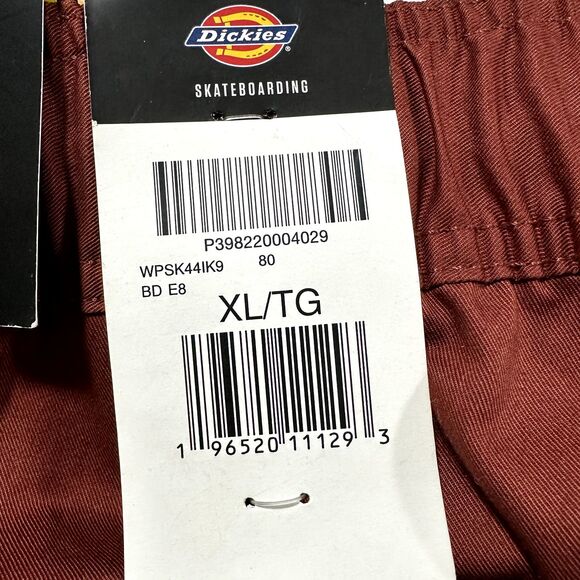 Dickies
SKATEBOARDING
P398220004029
WPSK44IK9 80
BD E8
XL/TG
1 96520 11129 3